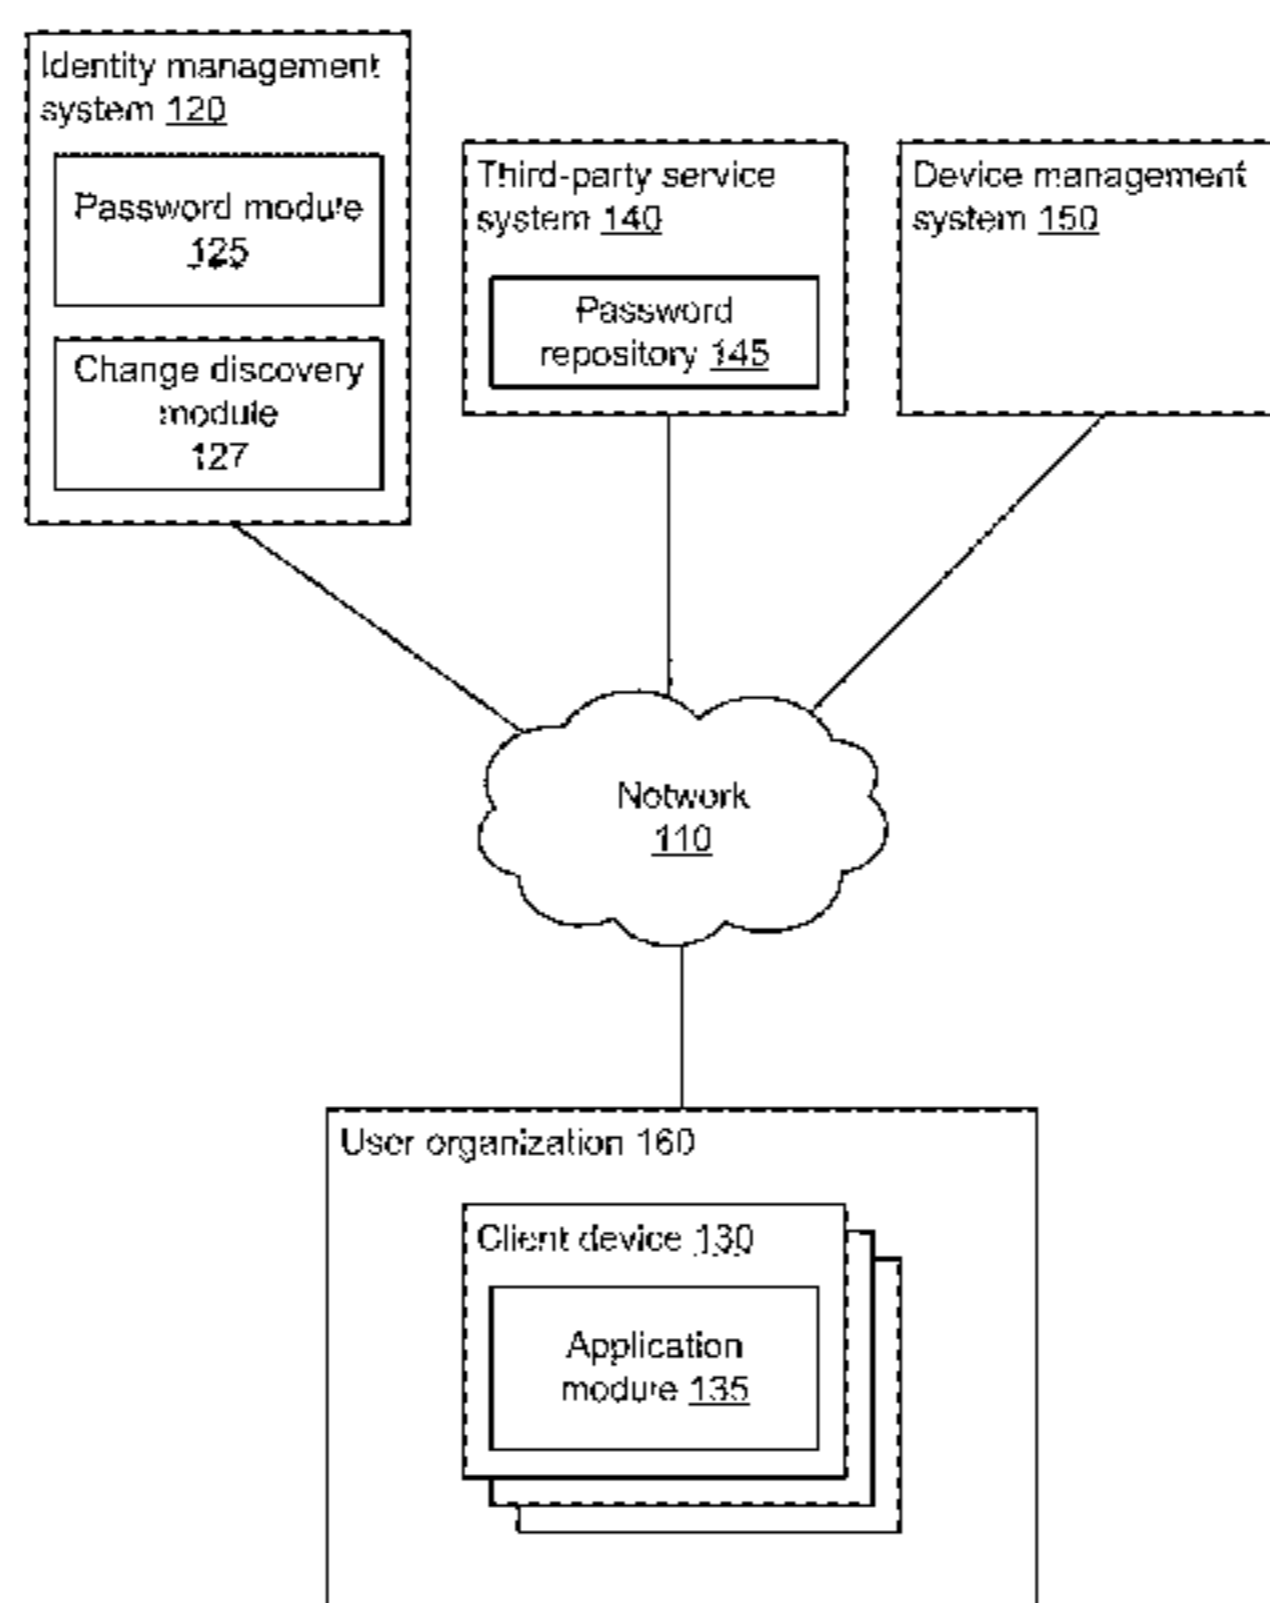 Identity management
system 120
Password module
125
Change discovery
module
127
Third-party service
system 140
Password
repository 145
Device management
system 150
Network
110
User organization 160
Client device 130
Application
module 135